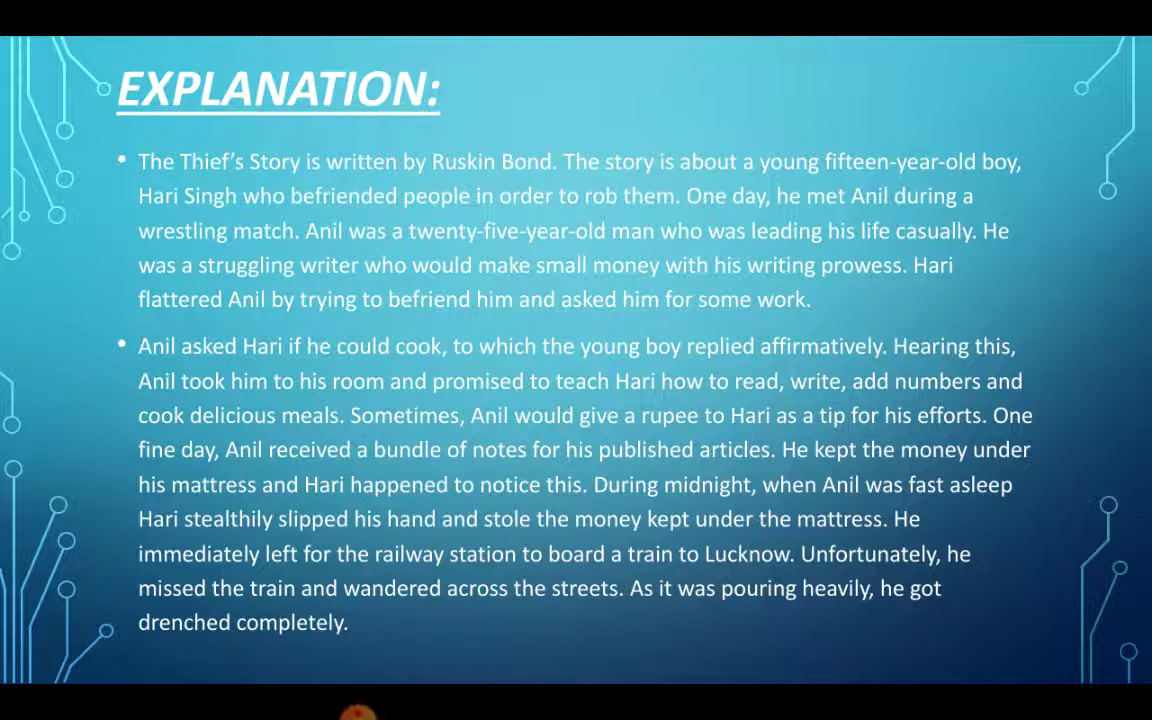 EXPLANATION:
• The Thief's Story is written by Ruskin Bond. The story is about a young fifteen-year-old boy,
Hari Singh who befriended people in order to rob them. One day, he met Anil during a
wrestling match. Anil was a twenty-five-year-old man who was leading his life casually. He
was a struggling writer who would make small money with his writing prowess. Hari
flattered Anil by trying to befriend him and asked him for some work.
• Anil asked Hari if he could cook, to which the young boy replied affirmatively. Hearing this,
Anil took him to his room and promised to teach Hari how to read, write, add numbers and
cook delicious meals. Sometimes, Anil would give a rupee to Hari as a tip for his efforts. One
fine day, Anil received a bundle of notes for his published articles. He kept the money under
his mattress and Hari happened to notice this. During midnight, when Anil was fast asleep
Hari stealthily slipped his hand and stole the money kept under the mattress. He
immediately left for the railway station to board a train to Lucknow. Unfortunately, he
missed the train and wandered across the streets. As it was pouring heavily, he got
drenched completely.